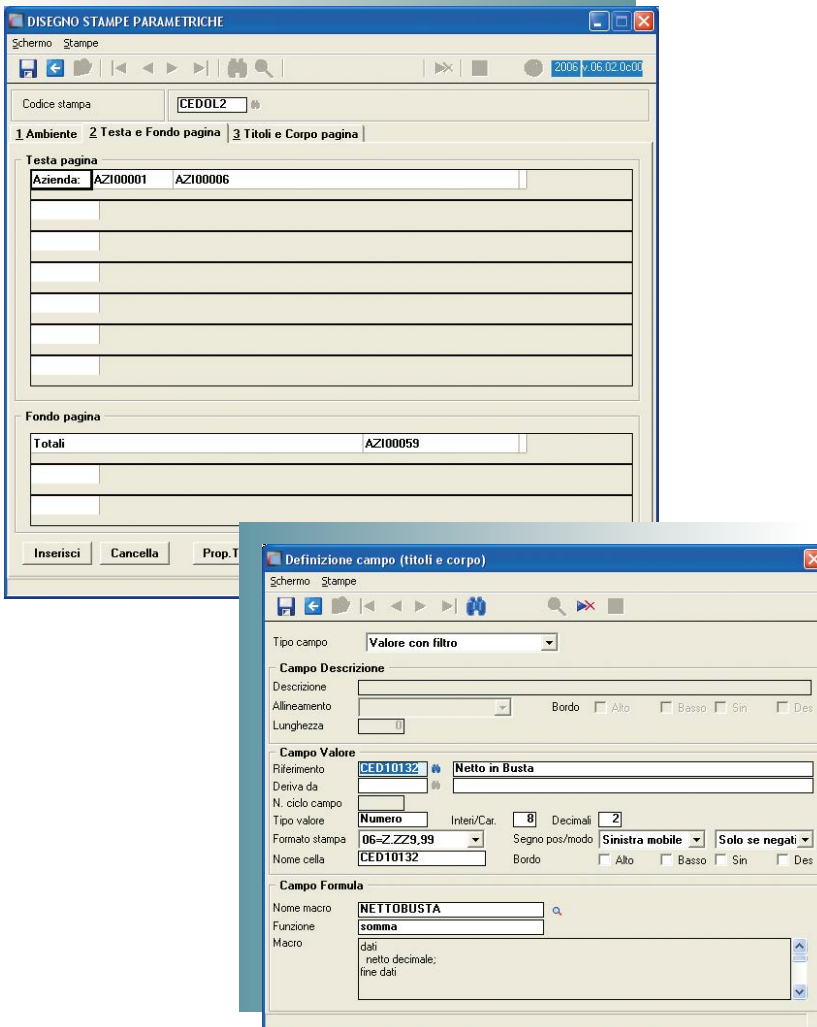 DISEGNO STAMPE PARAMETRICHE
Schermo Stampe
2006 v.06.02.0c00
Codice stampa CEDOL2
1 Ambiente 2 Testa e Fondo pagina 3 Titoli e Corpo pagina
Testa pagina
Azienda: AZI00001 AZI00006
Fondo pagina
Totali AZI00059
Inserisci Cancella Prop.T
Definizione campo (titoli e corpo)
Schermo Stampe
Tipo campo Valore con filtro
Campo Descrizione
Descrizione
Allineamento Bordo Alto Basso Sin Des
Lunghezza 0
Campo Valore
Riferimento CED10132 Netto in Busta
Deriva da
N. ciclo campo
Tipo valore Numero Interi/Car. 8 Decimali 2
Formato stampa 06=Z.ZZ9,99 Segno pos/modo Sinistra mobile Solo se negati
Nome cella CED10132 Bordo Alto Basso Sin Des
Campo Formula
Nome macro NETTOBUSTA
Funzione somma
Macro dati
netto decimale;
fine dati